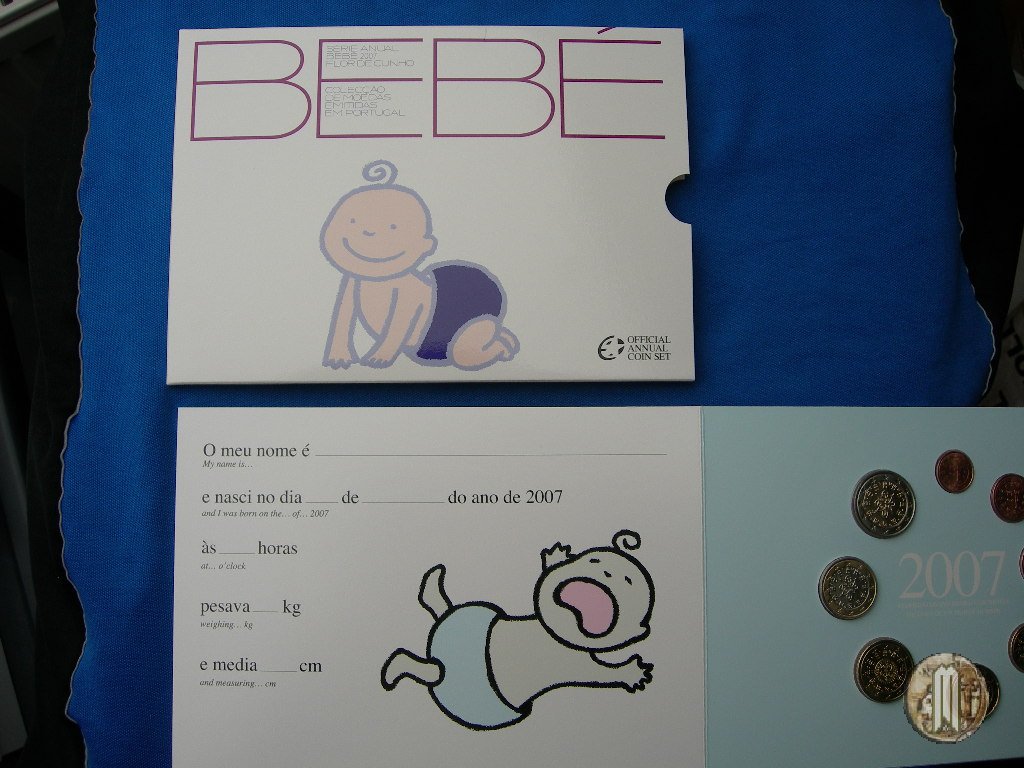 BEBÉ
SÉRIE ANUAL
BEBÉ 2007
FLOR DE CUNHO
COLECÇÃO
DE MOEDAS
EMITIDAS
EM PORTUGAL
OFFICIAL
ANNUAL
COIN SET
O meu nome é
My name is...
e nasci no dia de do ano de 2007
and I was born on the... of... 2007
às horas
at... o'clock
pesava kg
weighing... kg
e media cm
and measuring... cm
2007